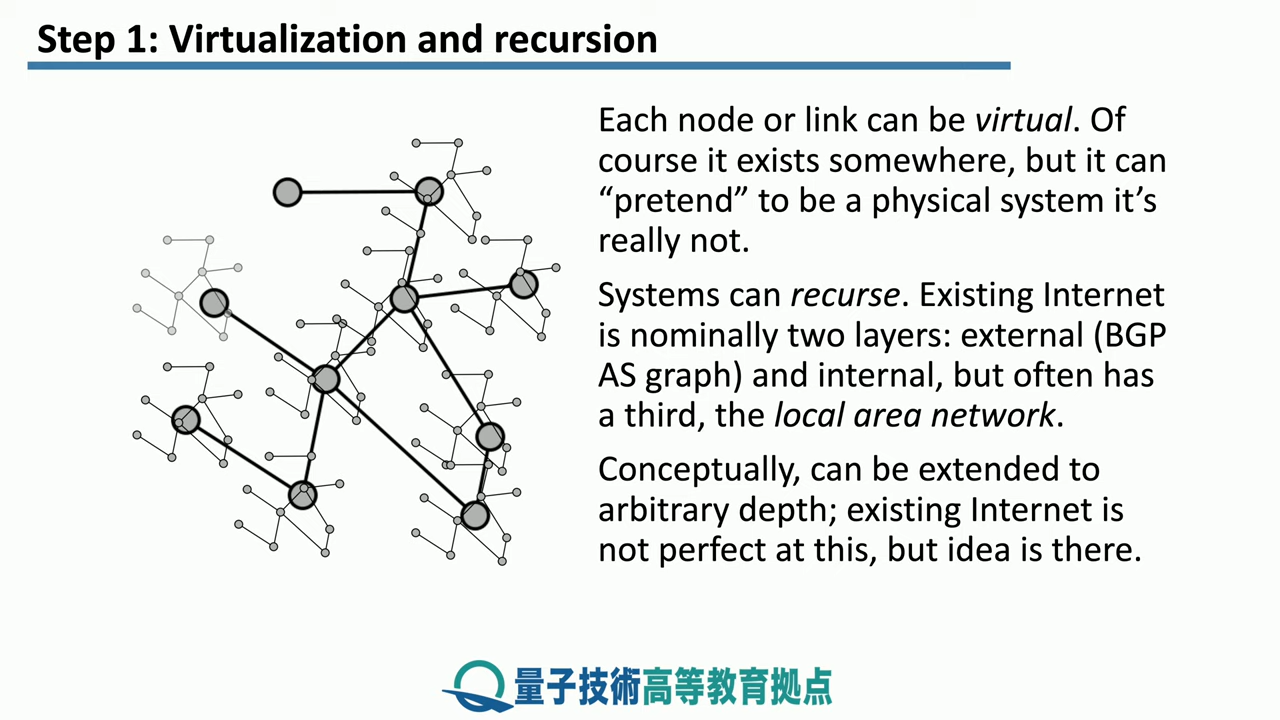 Step 1: Virtualization and recursion
Each node or link can be virtual. Of
course it exists somewhere, but it can
“pretend” to be a physical system it’s
really not.
Systems can recurse. Existing Internet
is nominally two layers: external (BGP
AS graph) and internal, but often has
a third, the local area network.
Conceptually, can be extended to
arbitrary depth; existing Internet is
not perfect at this, but idea is there.
量子技術高等教育拠点